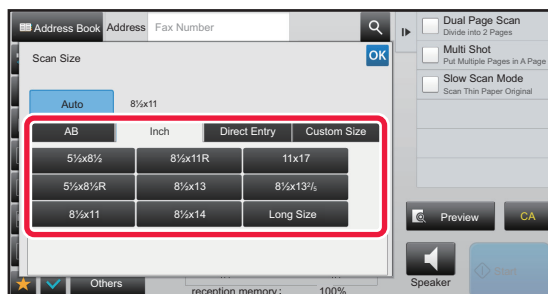 Address Book Address Fax Number
Scan Size
OK
Auto 8½x11
AB Inch Direct Entry Custom Size
5½x8½ 8½x11R 11x17
5½x8½R 8½x13 8½x13²/₅
8½x11 8½x14 Long Size
Others
reception memory: 100%
Dual Page Scan
Divide into 2 Pages
Multi Shot
Put Multiple Pages in A Page
Slow Scan Mode
Scan Thin Paper Original
Preview CA
Speaker Start